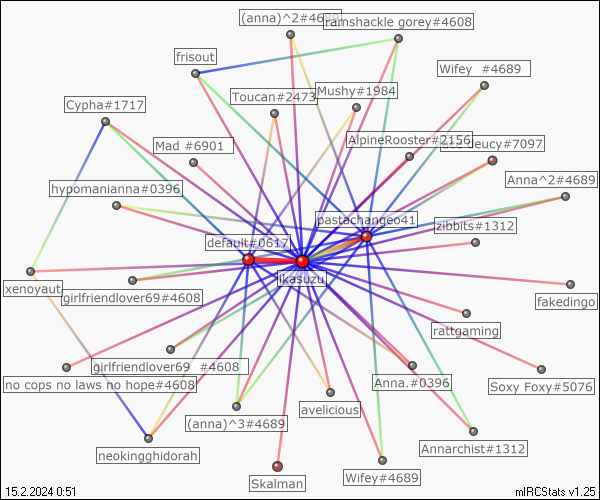 (anna)^2#4689
ramshackle gorey#4608
frisout
Wifey  #4689
Toucan#2473
Mushy#1984
Cypha#1717
AlpineRooster#2156
leucy#7097
Mad #6901
hypomanianna#0396
Anna^2#4689
pastachangeo41
zibbits#1312
default#0617
ikasuzu
xenoyaut
girlfriendlover69#4608
fakedingo
rattgaming
girlfriendlover69  #4608
no cops no laws no hope#4608
Anna.#0396
Soxy Foxy#5076
avelicious
(anna)^3#4689
Annarchist#1312
neokingghidorah
Skalman
Wifey#4689
15.2.2024 0:51
mIRCStats v1.25